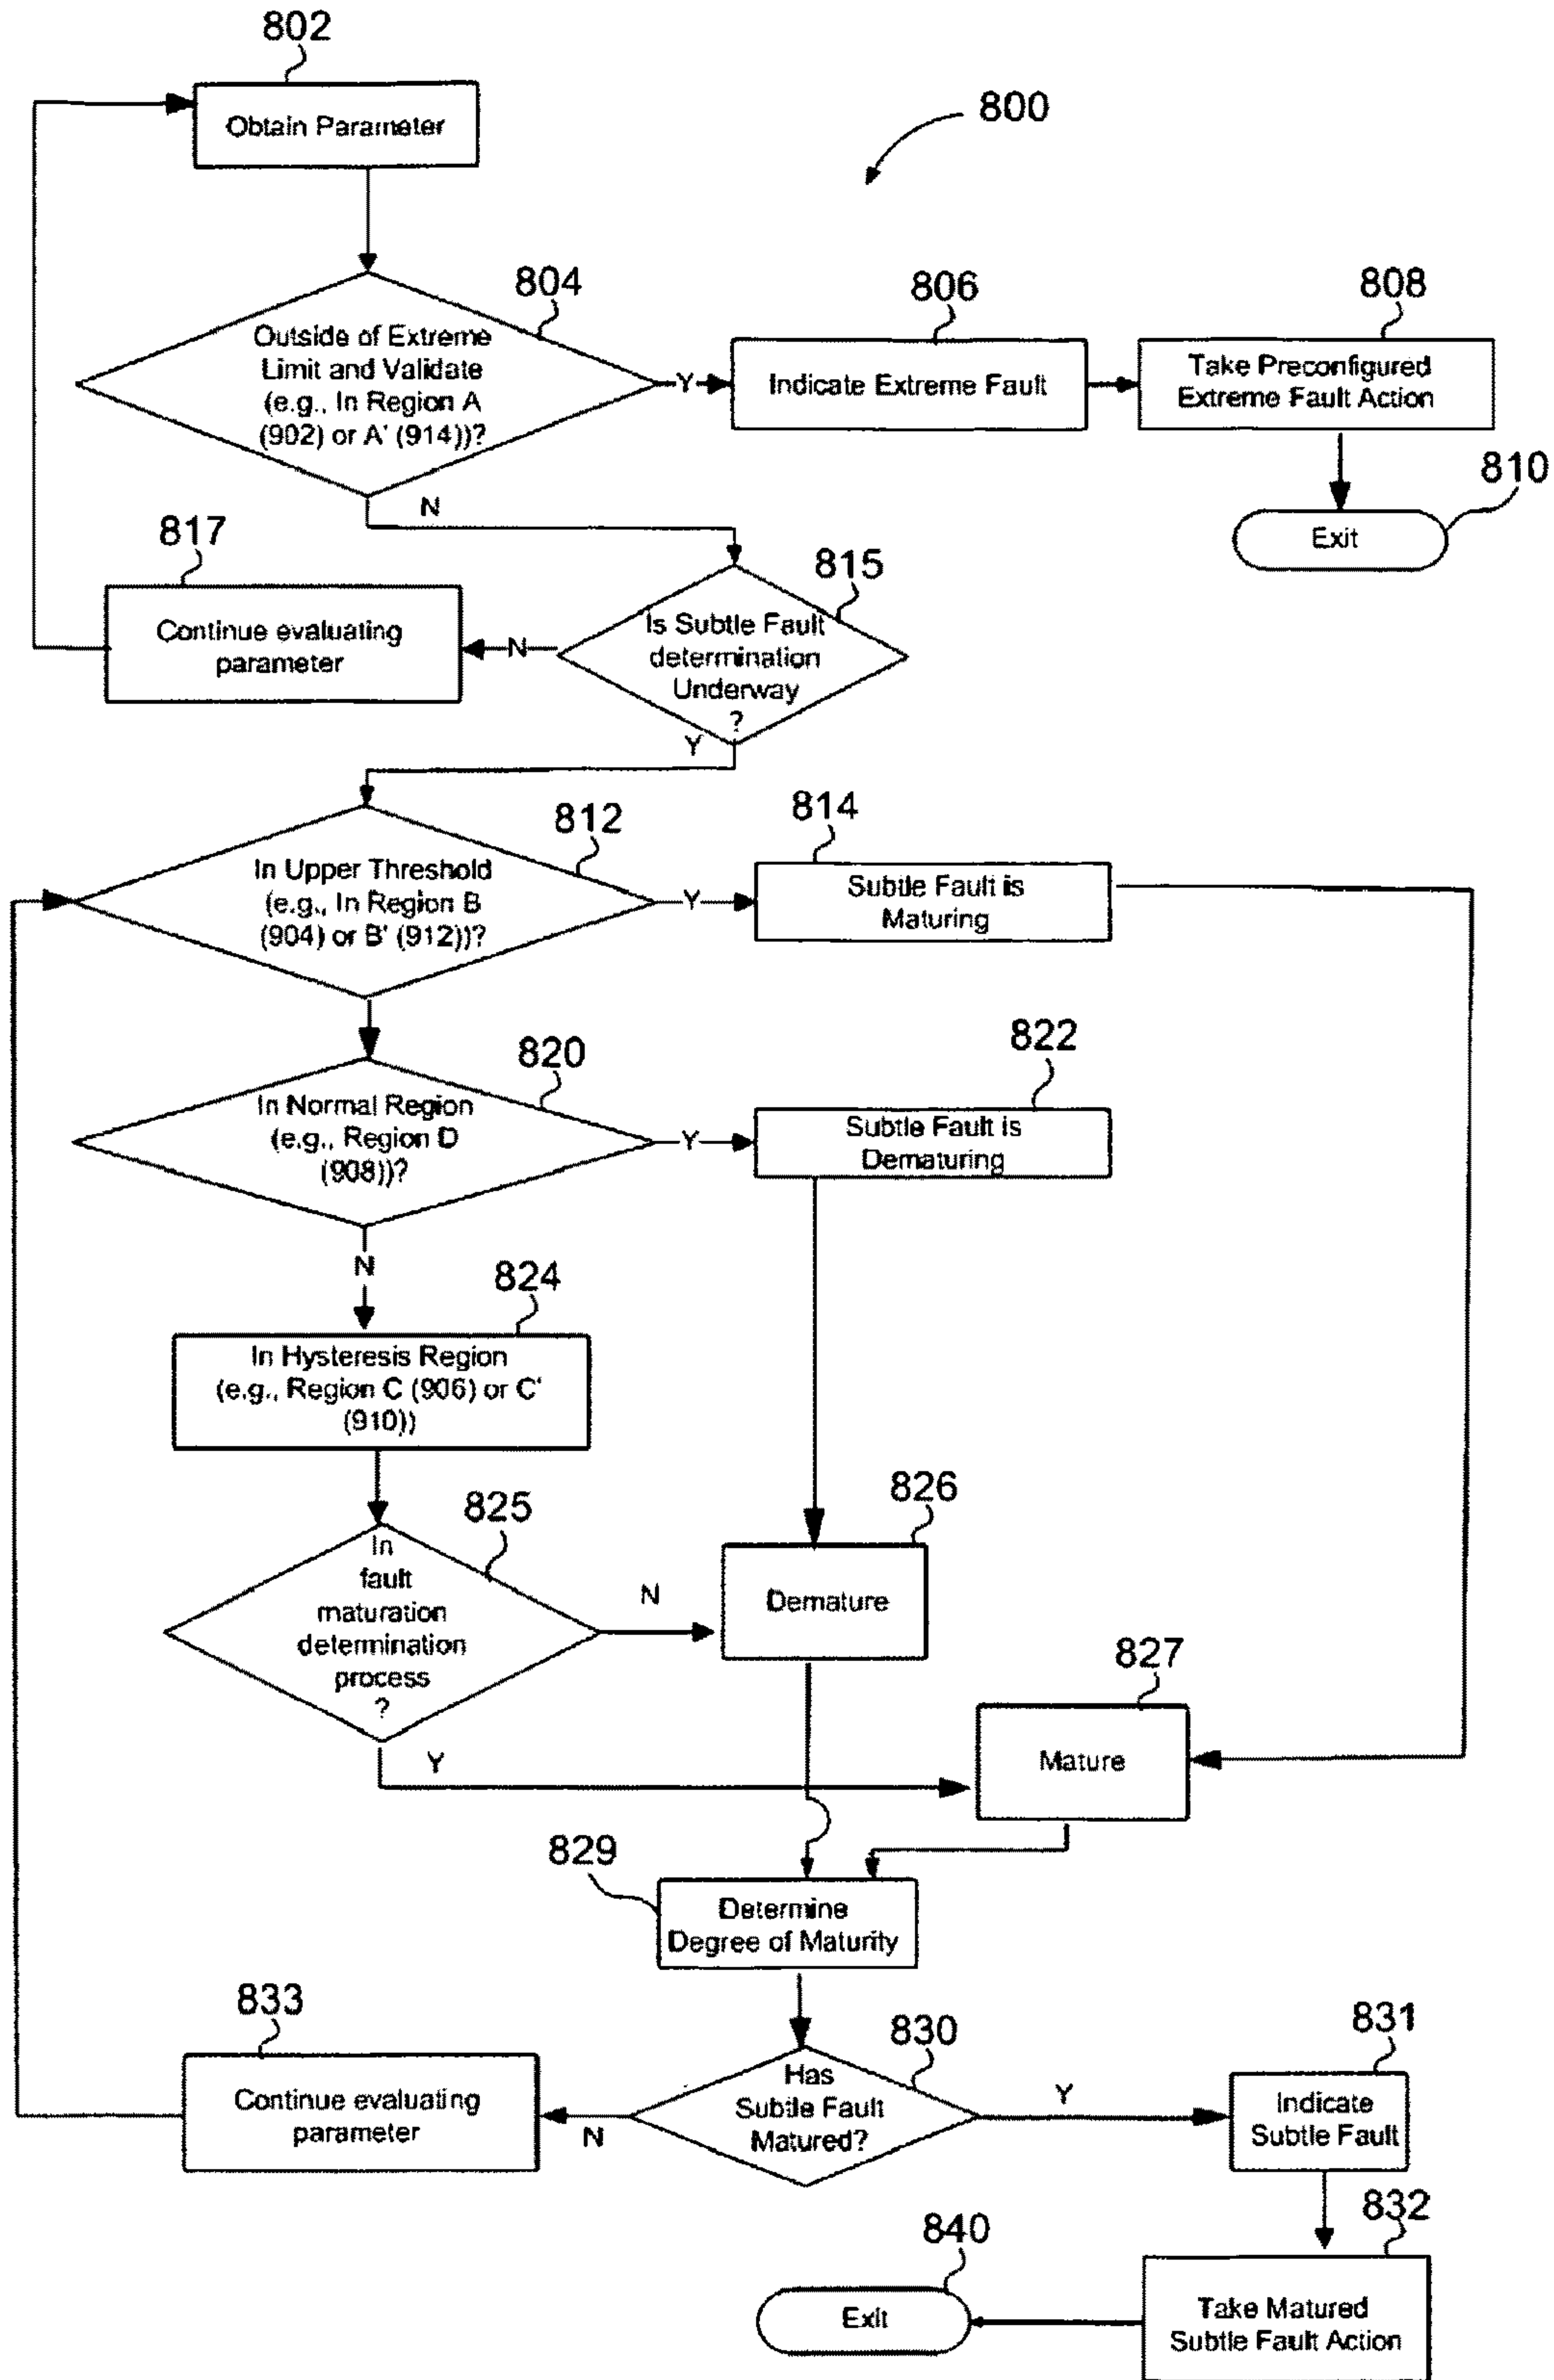 802
Obtain Parameter
800
804
Outside of Extreme
Limit and Validate
(e.g., In Region A
(902) or A' (914))?
Y
806
Indicate Extreme Fault
808
Take Preconfigured
Extreme Fault Action
810
Exit
N
817
Continue evaluating
parameter
N
815
Is Subtle Fault
determination
Underway
?
Y
812
In Upper Threshold
(e.g., In Region B
(904) or B' (912))?
Y
814
Subtle Fault is
Maturing
820
In Normal Region
(e.g., Region D
(908))?
Y
822
Subtle Fault is
Dematuring
N
824
In Hysteresis Region
(e.g., Region C (906) or C'
(910))
825
In
fault
maturation
determination
process
?
N
826
Demature
Y
827
Mature
829
Determine
Degree of Maturity
830
Has
Subtle Fault
Matured?
N
833
Continue evaluating
parameter
Y
831
Indicate
Subtle Fault
832
Take Matured
Subtle Fault Action
840
Exit